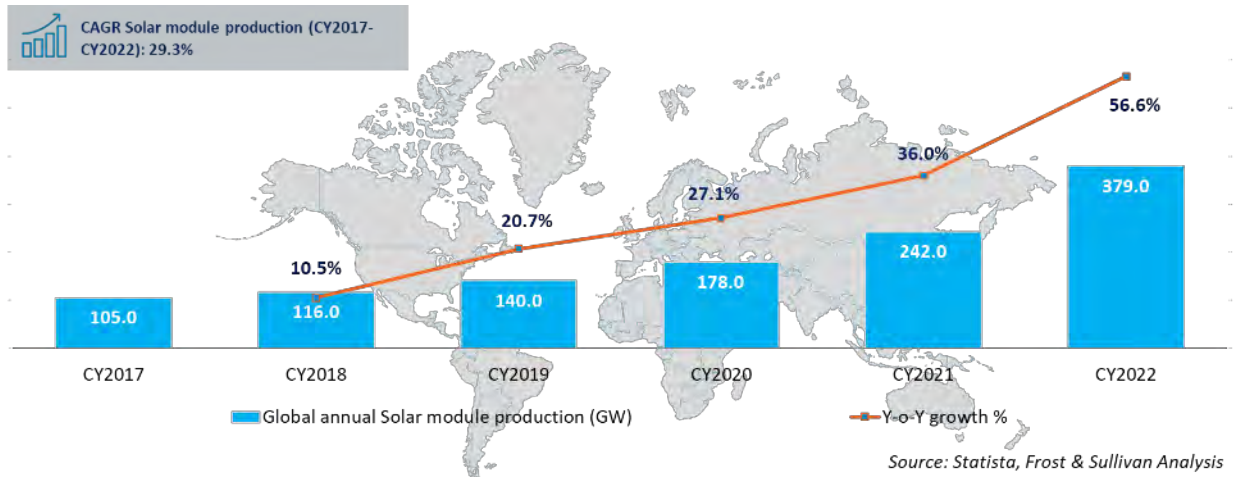 CAGR Solar module production (CY2017-
CY2022): 29.3%
56.6%
36.0%
27.1%
20.7%
10.5%
105.0
116.0
140.0
178.0
242.0
379.0
CY2017
CY2018
CY2019
CY2020
CY2021
CY2022
Global annual Solar module production (GW)
Y-o-Y growth %
Source: Statista, Frost & Sullivan Analysis